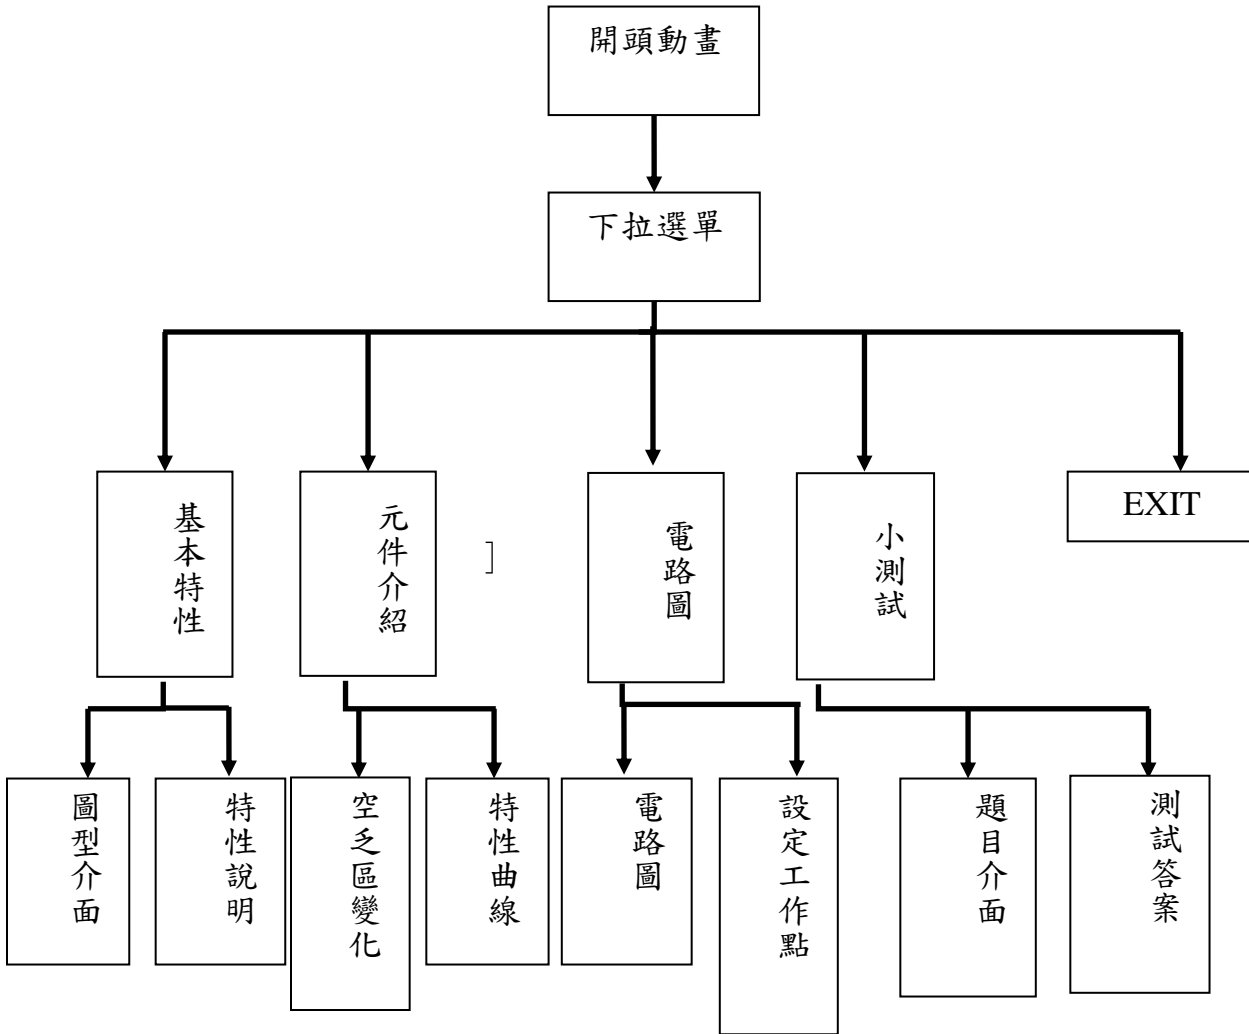 開頭動畫
下拉選單
基本特性
元件介紹
]
電路圖
小測試
EXIT
圖型介面
特性說明
空乏區變化
特性曲線
電路圖
設定工作點
題目介面
測試答案